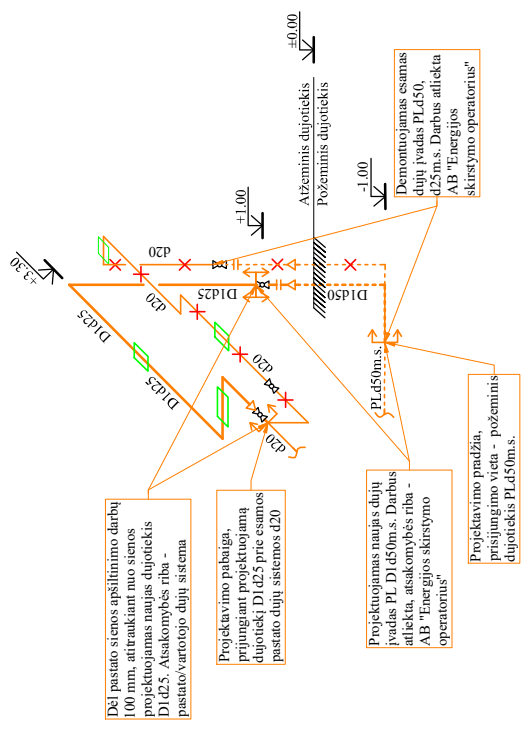 Dėl pastato sienos apšiltinimo darbų
100 mm, atitraukiant nuo sienos
projektuojamas naujas dujotiekis
D1d25. Atsakomybės riba -
pastato/vartotojo dujų sistema
Projektavimo pabaiga,
prijungiant projektuojamą
dujotiekį D1d25 prie esamos
pastato dujų sistemos d20
Projektuojamas naujas dujų
įvadas PL D1d50m.s. Darbus
atliekta, atsakomybės riba -
AB "Energijos skirstymo
operatorius"
Projektavimo pradžia,
prisijungimo vieta - požeminis
dujotiekis PLd50m.s.
Demontuojamas esamas
dujų įvadas PLd50,
d25m.s. Darbus atliekta
AB "Energijos
skirstymo operatorius"
+3.30
D1d25
D1d25
d20
d20
d20
d20
D1d25
D1d50
PLd50m.s.
+1.00
±0.00
-1.00
Atžeminis dujotiekis
Požeminis dujotiekis